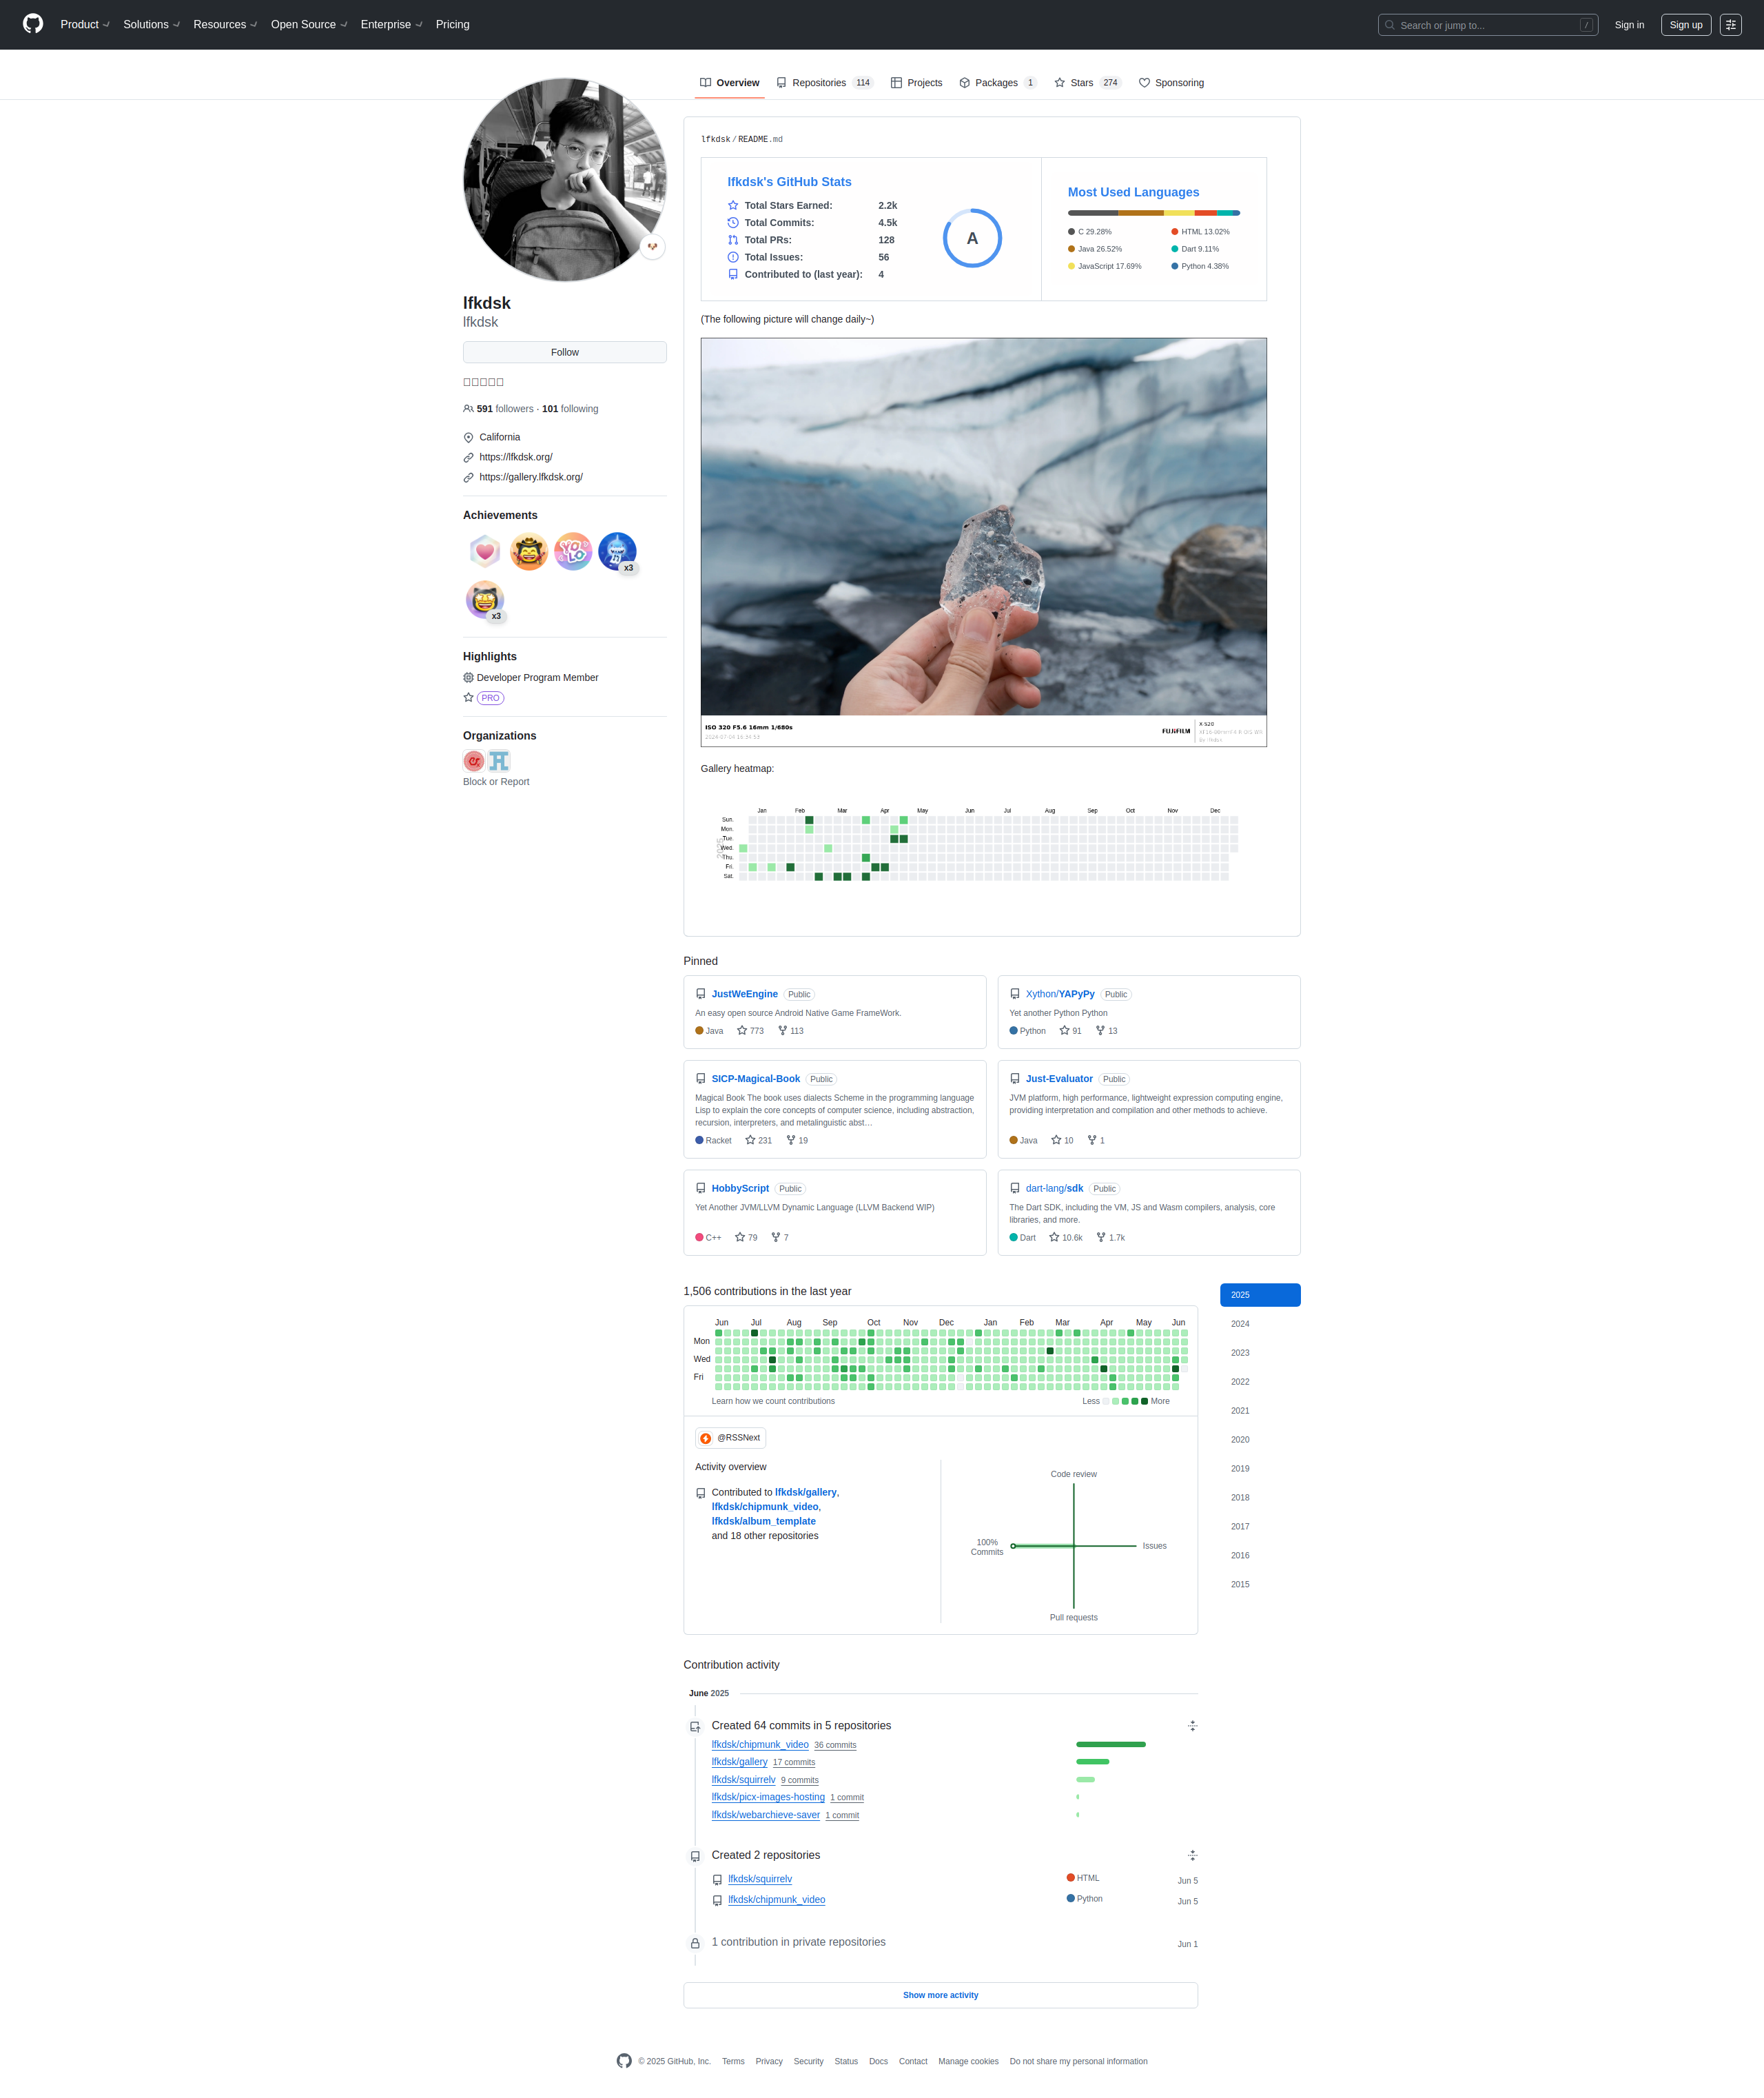 Product Solutions Resources Open Source Enterprise Pricing Search or jump to... / Sign in Sign up
Overview Repositories 114 Projects Packages 1 Stars 274 Sponsoring
lfkdsk
lfkdsk
Follow
591 followers · 101 following
California
https://lfkdsk.org/
https://gallery.lfkdsk.org/
Achievements
YOLO
x3
x3
Highlights
Developer Program Member
PRO
Organizations
Block or Report
lfkdsk/README.md
lfkdsk's GitHub Stats
Total Stars Earned: 2.2k
Total Commits: 4.5k
Total PRs: 128
Total Issues: 56
Contributed to (last year): 4
A
Most Used Languages
C 29.28% HTML 13.02%
Java 26.52% Dart 9.11%
JavaScript 17.69% Python 4.38%
(The following picture will change daily~)
ISO 320 F5.6 16mm 1/680s
FUJIFILM
Gallery heatmap:
Jan Feb Mar Apr May Jun Jul Aug Sep Oct Nov Dec
Sun.
Mon.
Tue.
Wed.
Thu.
Fri.
Sat.
Pinned
JustWeEngine Public
An easy open source Android Native Game FrameWork.
Java 773 113
Xython/YAPyPy Public
Yet another Python Python
Python 91 13
SICP-Magical-Book Public
Magical Book The book uses dialects Scheme in the programming language
Lisp to explain the core concepts of computer science, including abstraction,
recursion, interpreters, and metalinguistic abst…
Racket 231 19
Just-Evaluator Public
JVM platform, high performance, lightweight expression computing engine,
providing interpretation and compilation and other methods to achieve.
Java 10 1
HobbyScript Public
Yet Another JVM/LLVM Dynamic Language (LLVM Backend WIP)
C++ 79 7
dart-lang/sdk Public
The Dart SDK, including the VM, JS and Wasm compilers, analysis, core
libraries, and more.
Dart 10.6k 1.7k
1,506 contributions in the last year
Jun Jul Aug Sep Oct Nov Dec Jan Feb Mar Apr May Jun
Mon
Wed
Fri
Learn how we count contributions Less More
@RSSNext
Activity overview
Contributed to lfkdsk/gallery,
lfkdsk/chipmunk_video,
lfkdsk/album_template
and 18 other repositories
Code review
100%
Commits
Issues
Pull requests
2025
2024
2023
2022
2021
2020
2019
2018
2017
2016
2015
Contribution activity
June 2025
Created 64 commits in 5 repositories
lfkdsk/chipmunk_video 36 commits
lfkdsk/gallery 17 commits
lfkdsk/squirrelv 9 commits
lfkdsk/picx-images-hosting 1 commit
lfkdsk/webarchieve-saver 1 commit
Created 2 repositories
lfkdsk/squirrelv HTML Jun 5
lfkdsk/chipmunk_video Python Jun 5
1 contribution in private repositories Jun 1
Show more activity
© 2025 GitHub, Inc. Terms Privacy Security Status Docs Contact Manage cookies Do not share my personal information